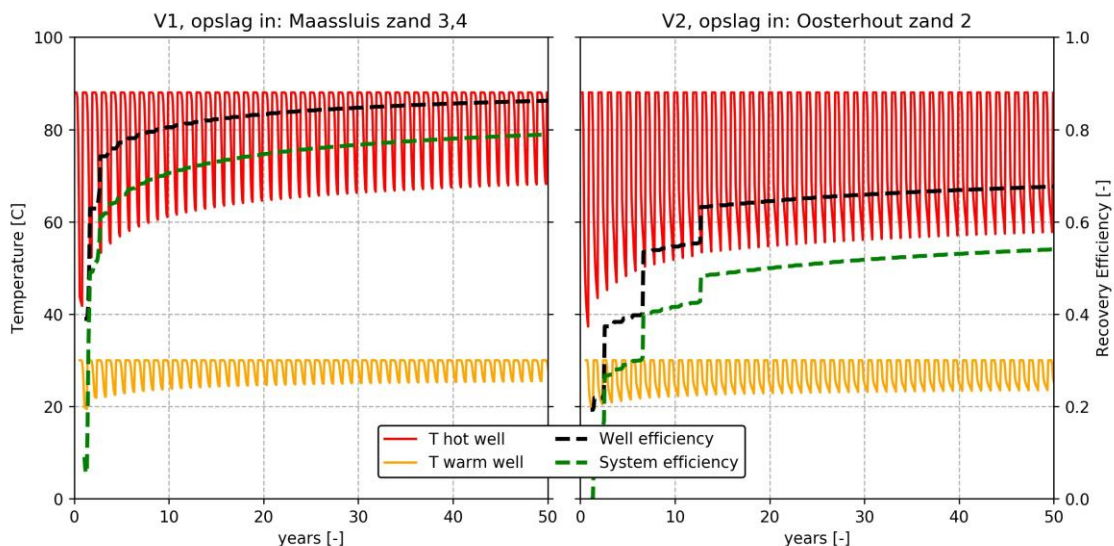 V1, opslag in: Maassluis zand 3,4
V2, opslag in: Oosterhout zand 2
100
80
60
40
20
0
Temperature [C]
0 10 20 30 40 50
years [-]
0 10 20 30 40 50
years [-]
1.0
0.8
0.6
0.4
0.2
0.0
Recovery Efficiency [-]
T hot well
T warm well
Well efficiency
System efficiency